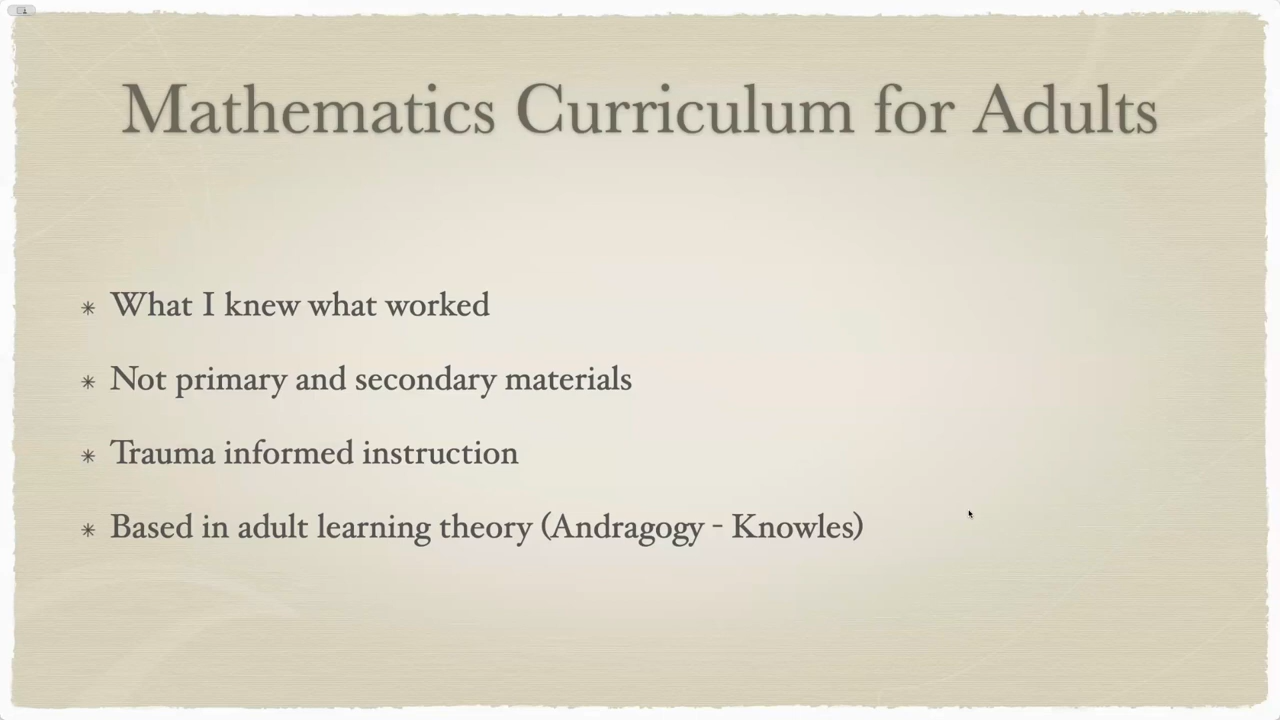 Mathematics Curriculum for Adults
* What I knew what worked
* Not primary and secondary materials
* Trauma informed instruction
* Based in adult learning theory (Andragogy - Knowles)